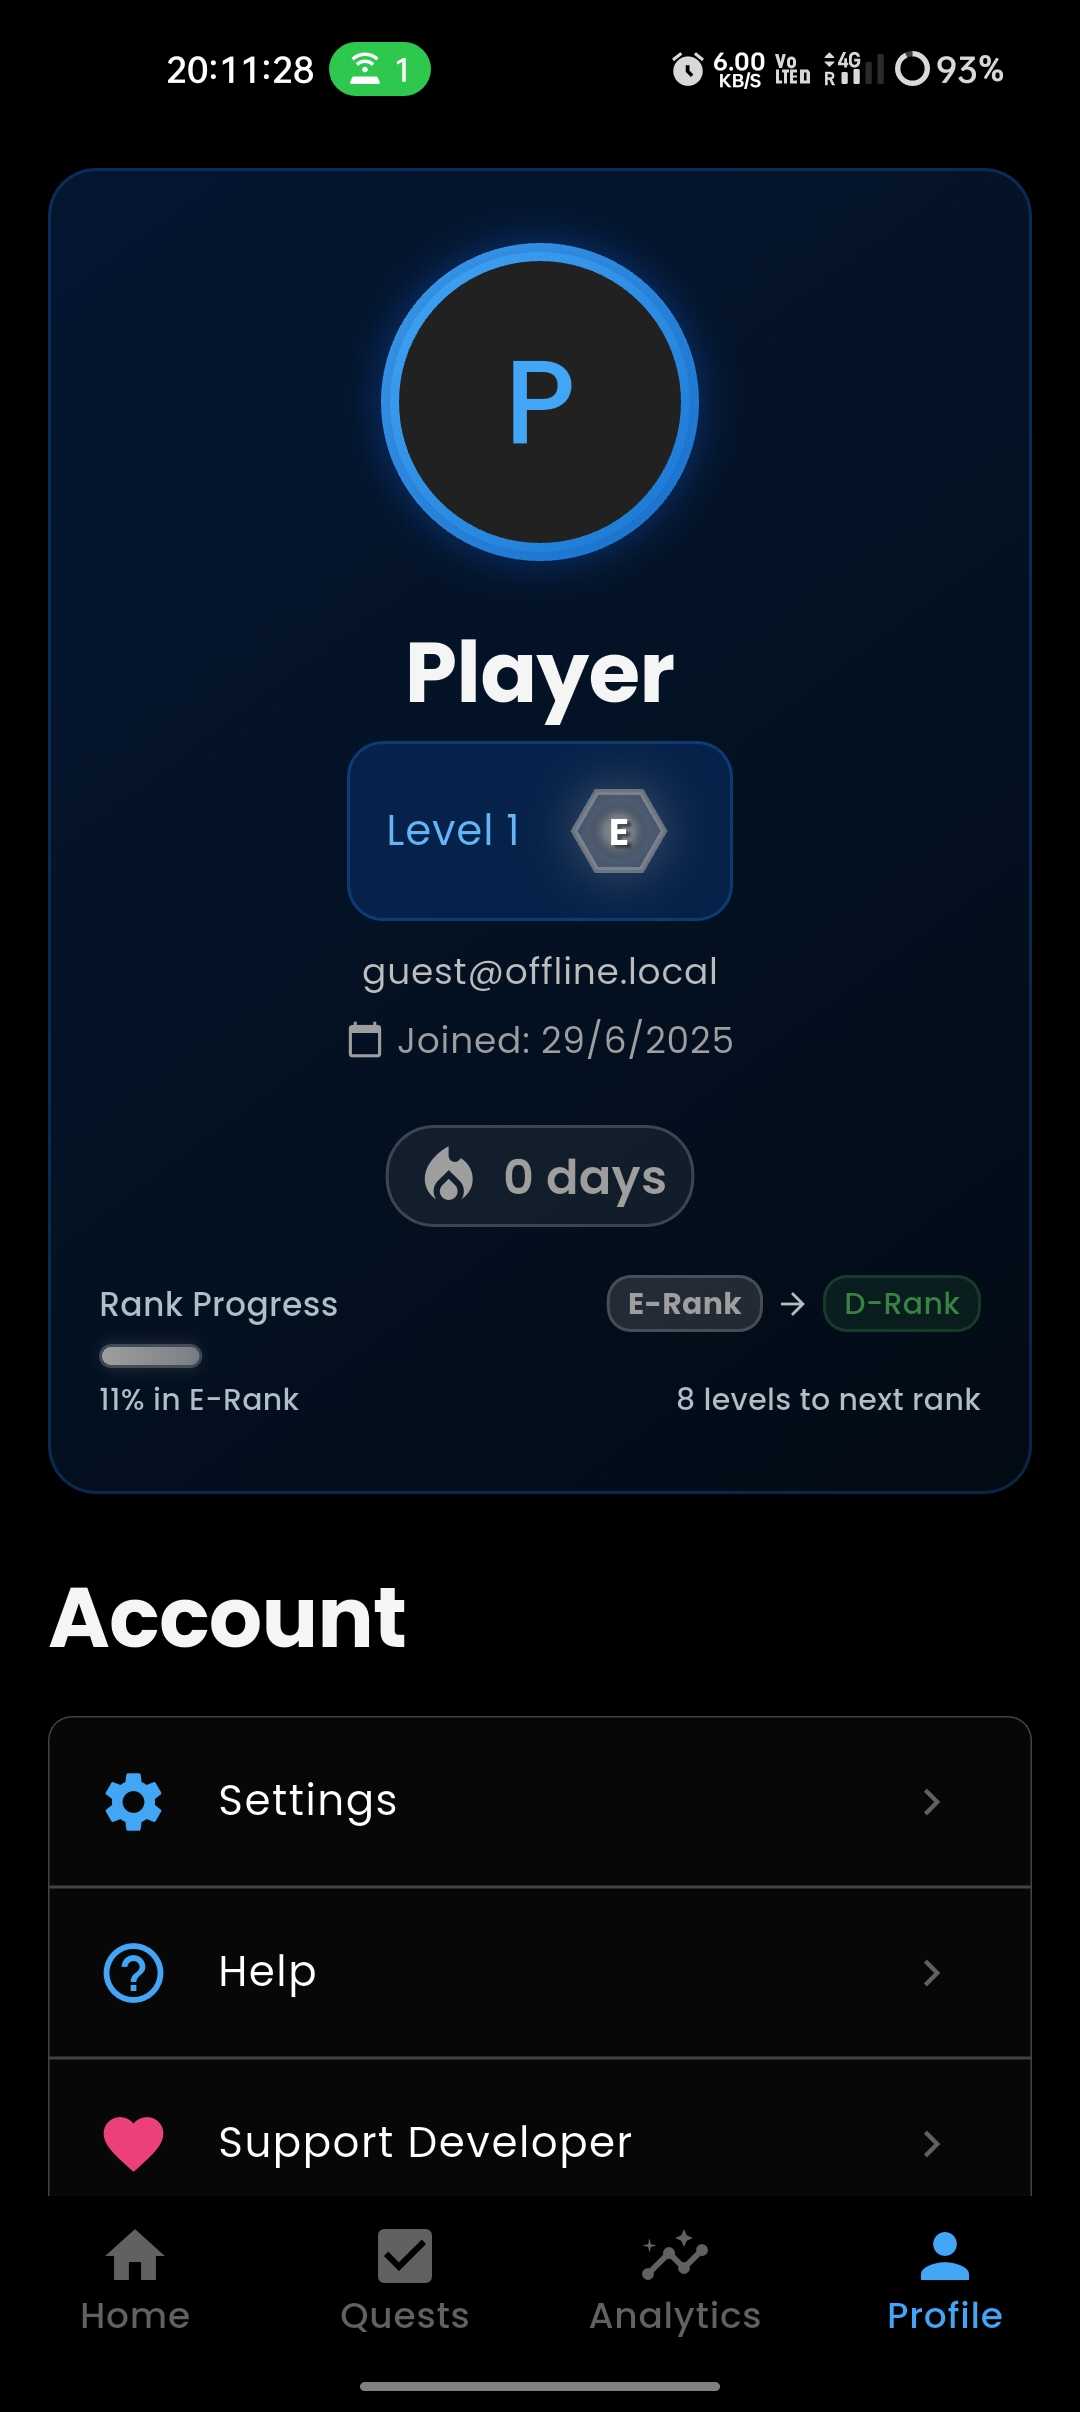 20:11:28 1 6.00 KB/S Vo LTE 4G R 93%
P
Player
Level 1 E
guest@offline.local
Joined: 29/6/2025
0 days
Rank Progress E-Rank → D-Rank
11% in E-Rank 8 levels to next rank
Account
Settings
Help
Support Developer
Home Quests Analytics Profile